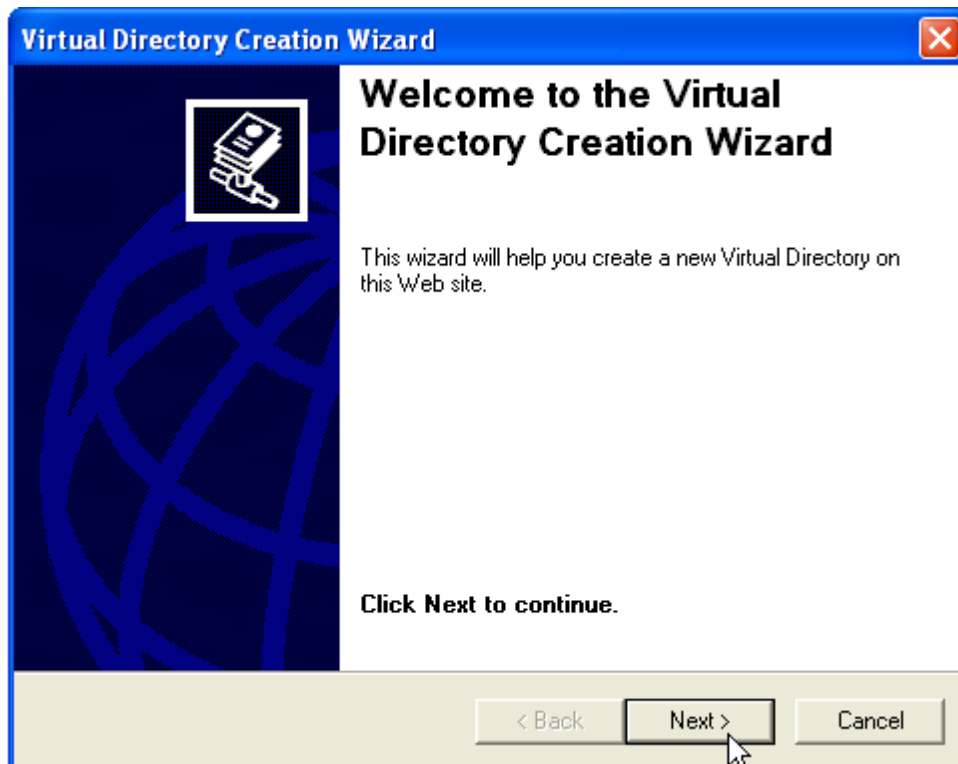 Virtual Directory Creation Wizard
Welcome to the Virtual
Directory Creation Wizard
This wizard will help you create a new Virtual Directory on
this Web site.
Click Next to continue.
< Back
Next >
Cancel